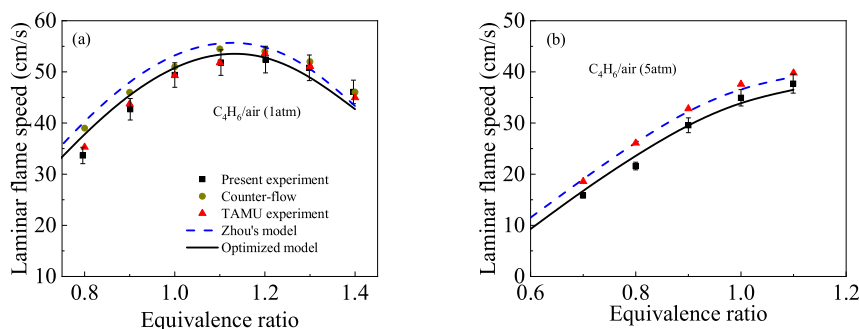 (a)
Laminar flame speed (cm/s)
60
50
40
30
20
10
C₄H₆/air (1atm)
Present experiment
Counter-flow
TAMU experiment
Zhou's model
Optimized model
0.8 1.0 1.2 1.4
Equivalence ratio
(b)
Laminar flame speed (cm/s)
50
40
30
20
10
0
C₄H₆/air (5atm)
0.6 0.8 1.0 1.2
Equivalence ratio